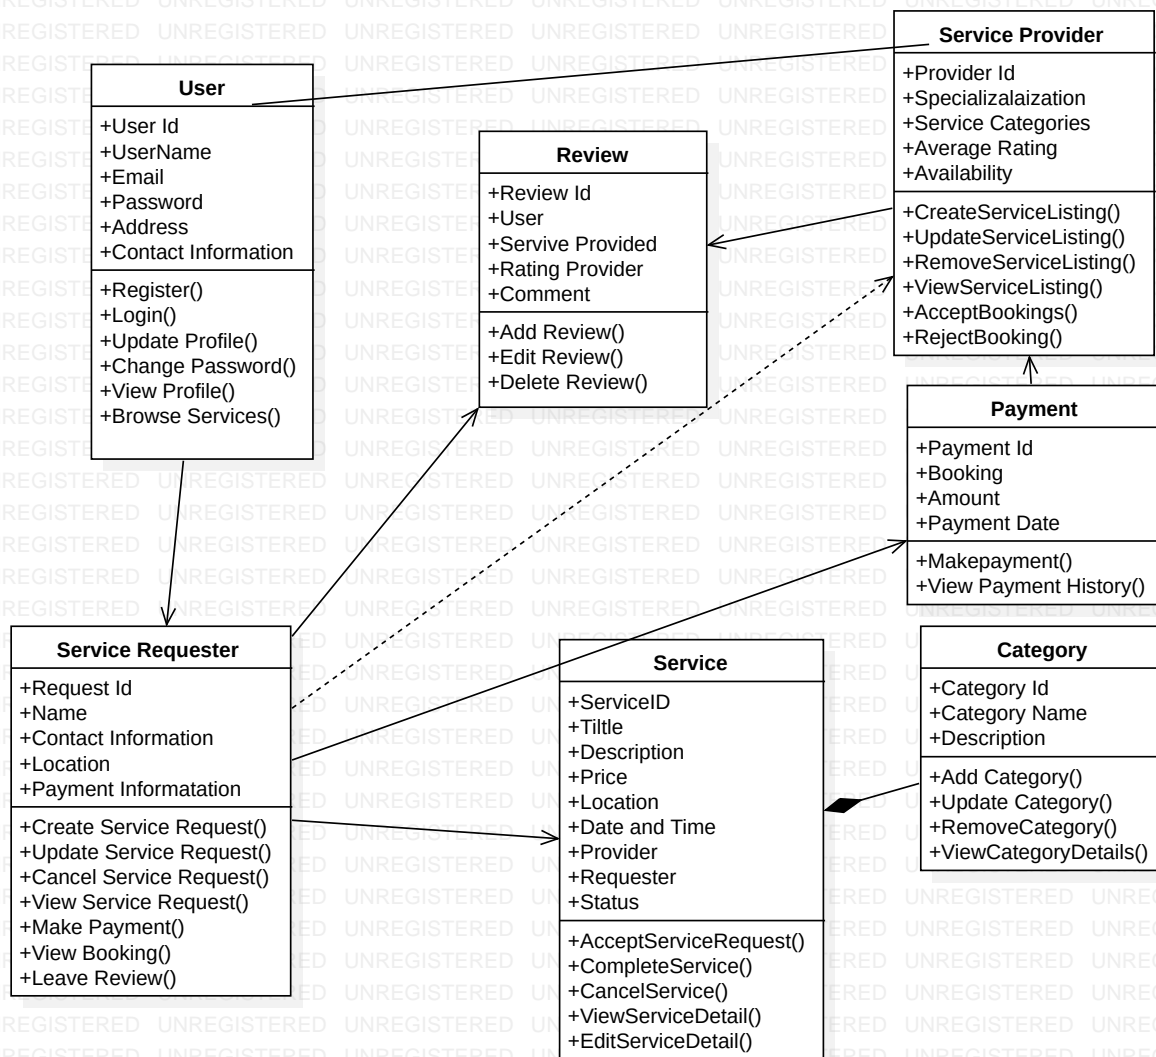 User
+User Id
+UserName
+Email
+Password
+Address
+Contact Information
+Register()
+Login()
+Update Profile()
+Change Password()
+View Profile()
+Browse Services()
Review
+Review Id
+User
+Servive Provided
+Rating Provider
+Comment
+Add Review()
+Edit Review()
+Delete Review()
Service Provider
+Provider Id
+Specializalaization
+Service Categories
+Average Rating
+Availability
+CreateServiceListing()
+UpdateServiceListing()
+RemoveServiceListing()
+ViewServiceListing()
+AcceptBookings()
+RejectBooking()
Payment
+Payment Id
+Booking
+Amount
+Payment Date
+Makepayment()
+View Payment History()
Service Requester
+Request Id
+Name
+Contact Information
+Location
+Payment Informatation
+Create Service Request()
+Update Service Request()
+Cancel Service Request()
+View Service Request()
+Make Payment()
+View Booking()
+Leave Review()
Service
+ServiceID
+Tiltle
+Description
+Price
+Location
+Date and Time
+Provider
+Requester
+Status
+AcceptServiceRequest()
+CompleteService()
+CancelService()
+ViewServiceDetail()
+EditServiceDetail()
Category
+Category Id
+Category Name
+Description
+Add Category()
+Update Category()
+RemoveCategory()
+ViewCategoryDetails()
UNREGISTERED